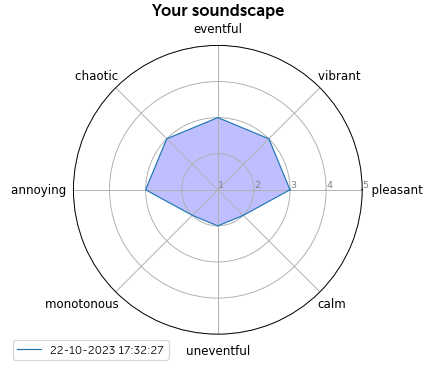 Your soundscape
eventful
chaotic
vibrant
annoying
1
2
3
4
5
pleasant
monotonous
calm
uneventful
22-10-2023 17:32:27